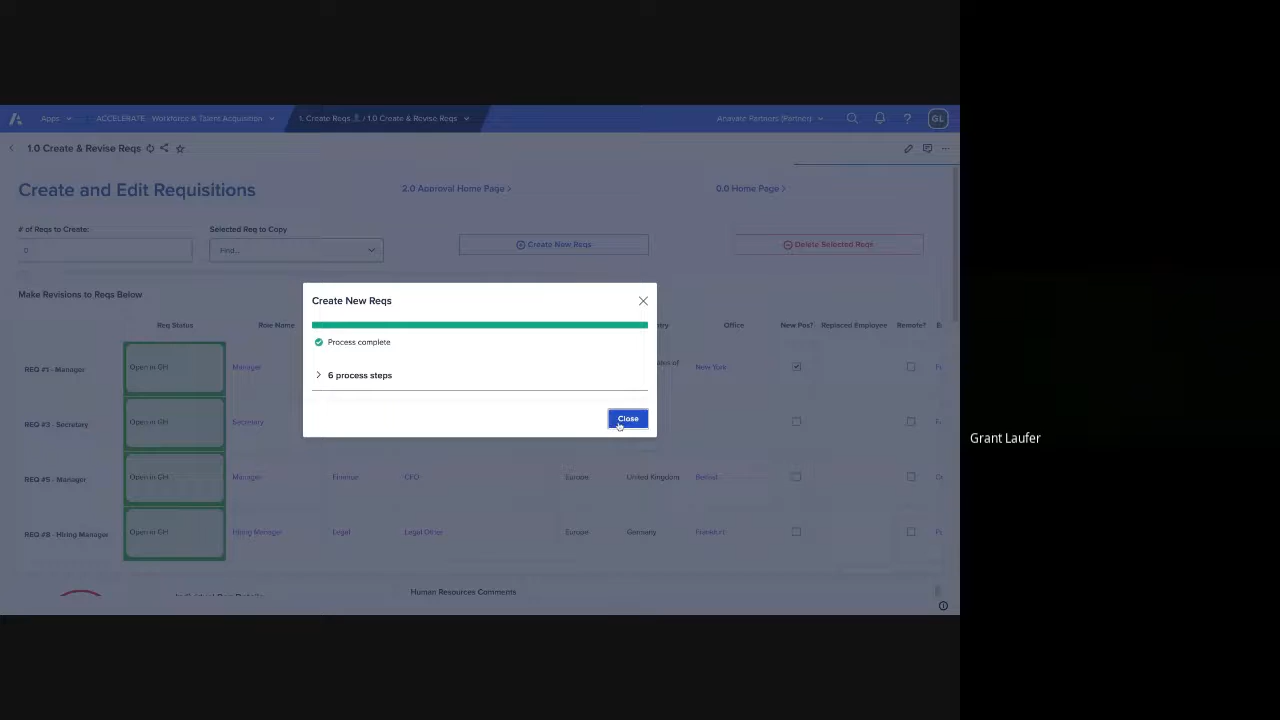 Apps
ACCELERATE - Workforce & Talent Acquisition
1. Create Reqs / 1.0 Create & Revise Reqs
Anavate Partners (Partner)
GL
1.0 Create & Revise Reqs
Create and Edit Requisitions
2.0 Approval Home Page >
0.0 Home Page >
# of Reqs to Create:
Selected Req to Copy
0
Find...
Create New Reqs
Delete Selected Reqs
Make Revisions to Reqs Below
Create New Reqs
Process complete
6 process steps
Close
Req Status
Role Name
Office
New Pos?
Replaced Employee
Remote?
REQ #1 - Manager
Open in GH
Manager
New York
REQ #3 - Secretary
Open in GH
Secretary
REQ #5 - Manager
Open in GH
Manager
Finance
CFO
Europe
United Kingdom
REQ #8 - Hiring Manager
Open in GH
Hiring Manager
Legal
Legal Other
Europe
Germany
Frankfurt
Human Resources Comments
Grant Laufer